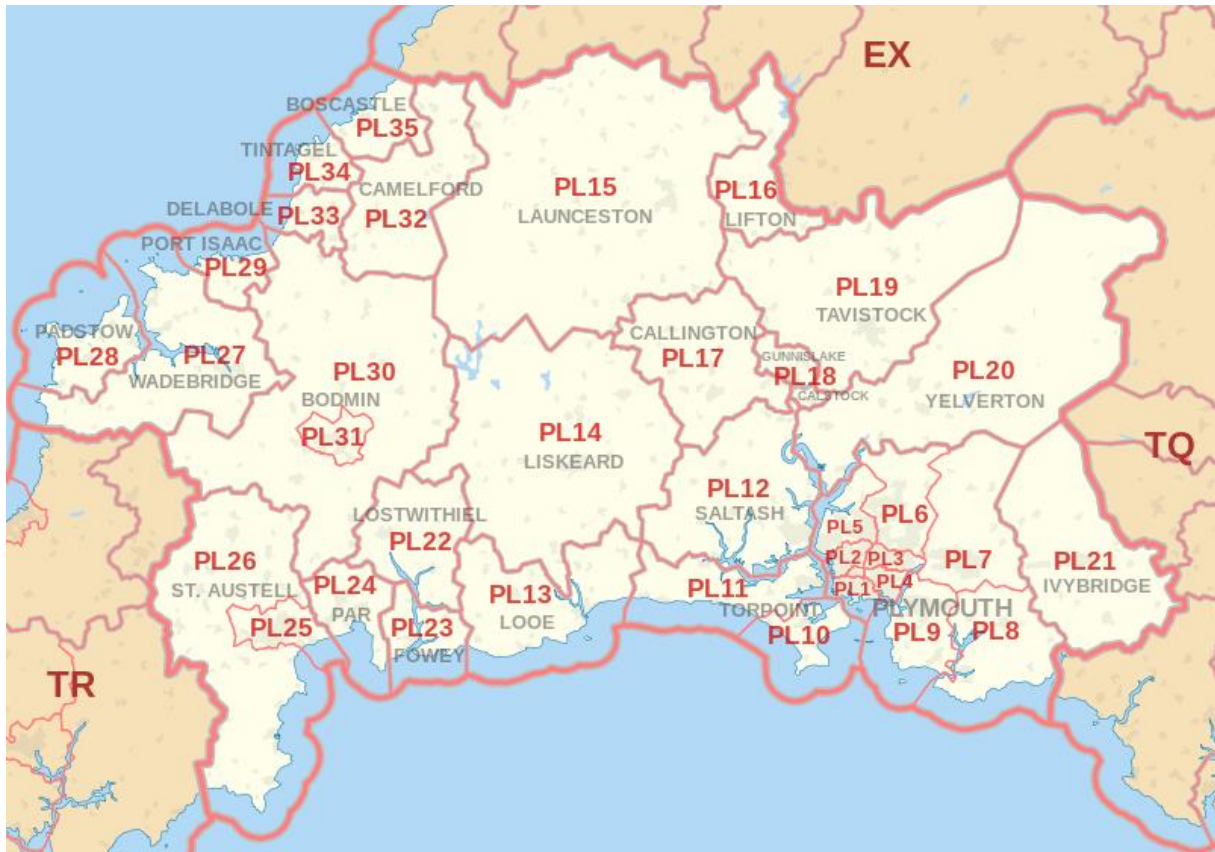 EX
BOSCASTLE
PL35
TINTAGEL
PL34
CAMELFORD
PL32
DELABOLE
PL33
PORT ISAAC
PL29
PL15
LAUNCESTON
PL16
LIFTON
PL19
TAVISTOCK
PADSTOW
PL28
PL27
WADEBRIDGE
PL30
BODMIN
PL31
CALLINGTON
PL17
GUNNISLAKE
PL18
CALSTOCK
PL20
YELVERTON
PL14
LISKEARD
TQ
PL12
SALTASH
LOSTWITHIEL
PL22
PL5
PL6
PL2
PL3
PL7
PL21
IVYBRIDGE
PL26
ST. AUSTELL
PL25
PL24
PAR
PL13
LOOE
PL11
TORPOINT
PL10
PL1
PL4
PLYMOUTH
PL9
PL8
PL23
FOWEY
TR